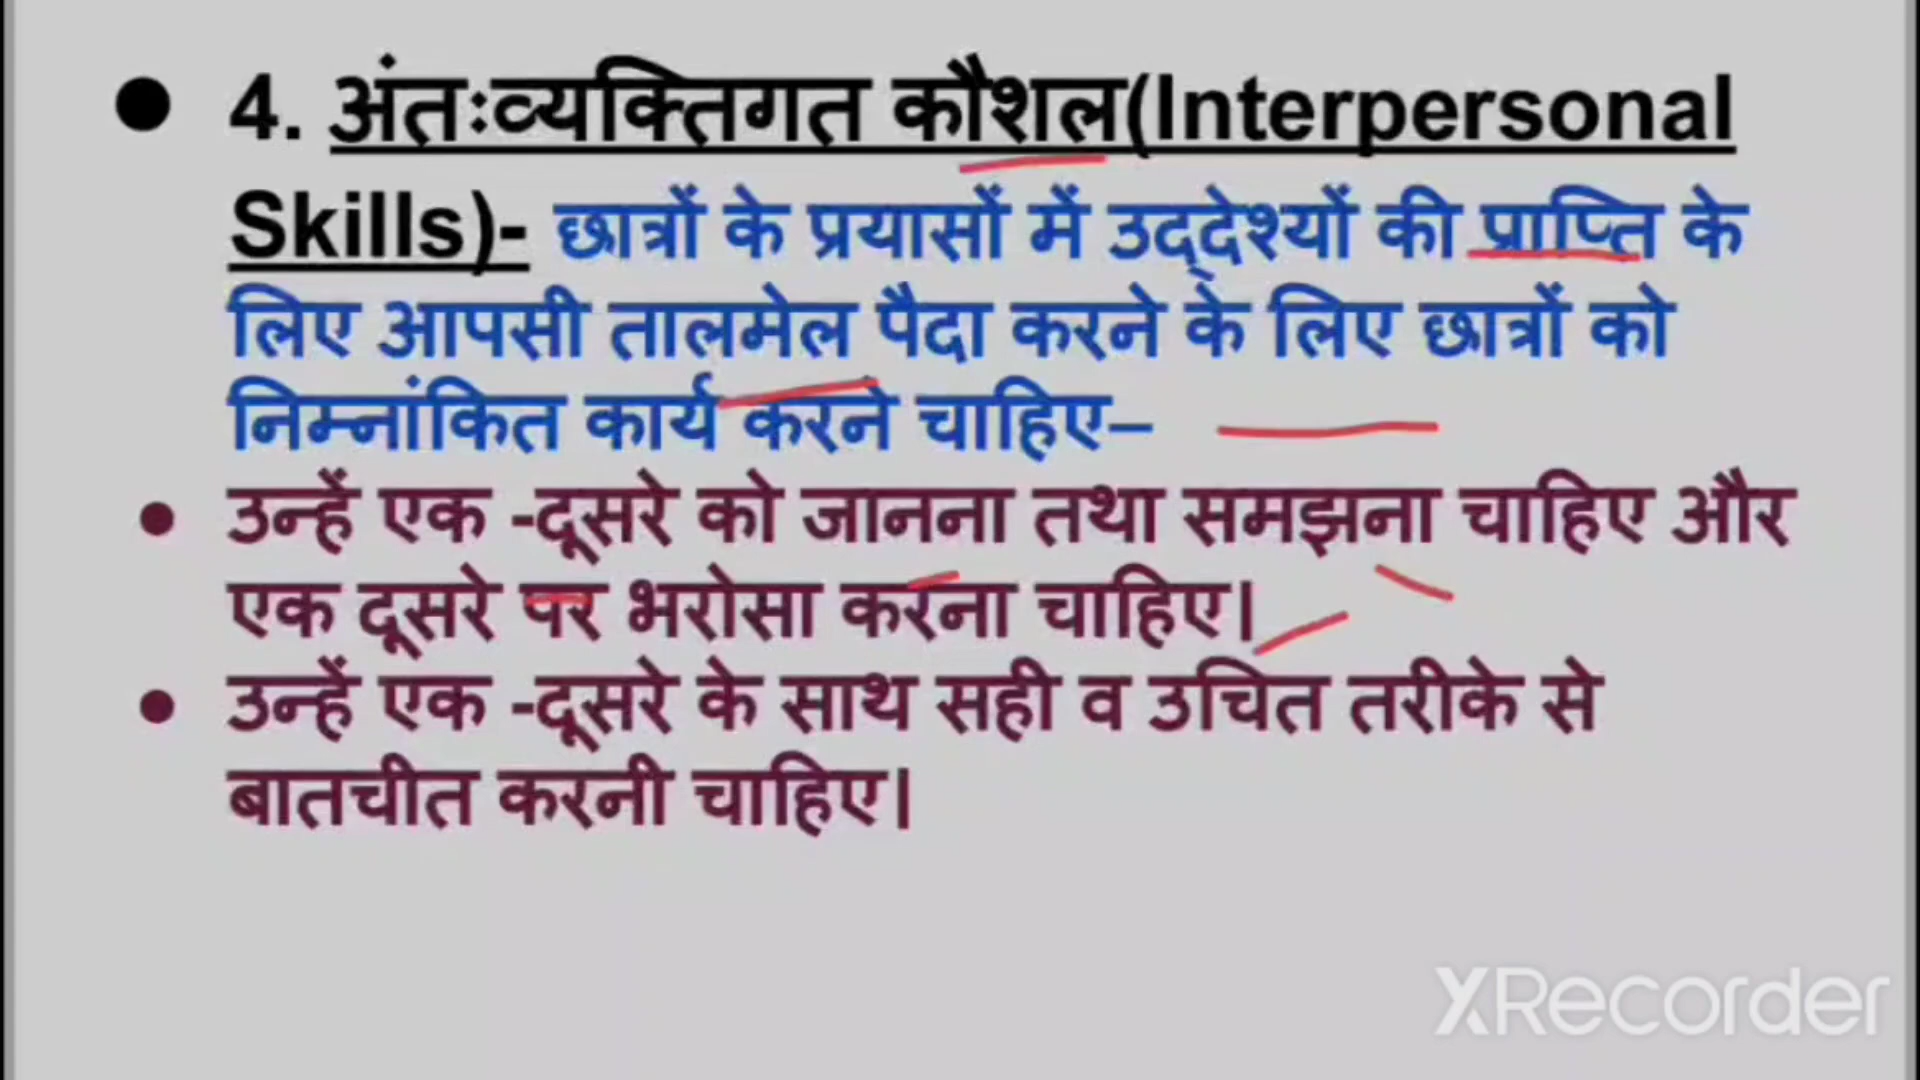 ● 4. अंतःव्यक्तिगत कौशल(Interpersonal
Skills)- छात्रों के प्रयासों में उद्देश्यों की प्राप्ति के
लिए आपसी तालमेल पैदा करने के लिए छात्रों को
निम्नांकित कार्य करने चाहिए–
● उन्हें एक -दूसरे को जानना तथा समझना चाहिए और
एक दूसरे पर भरोसा करना चाहिए।
● उन्हें एक -दूसरे के साथ सही व उचित तरीके से
बातचीत करनी चाहिए।
XRecorder